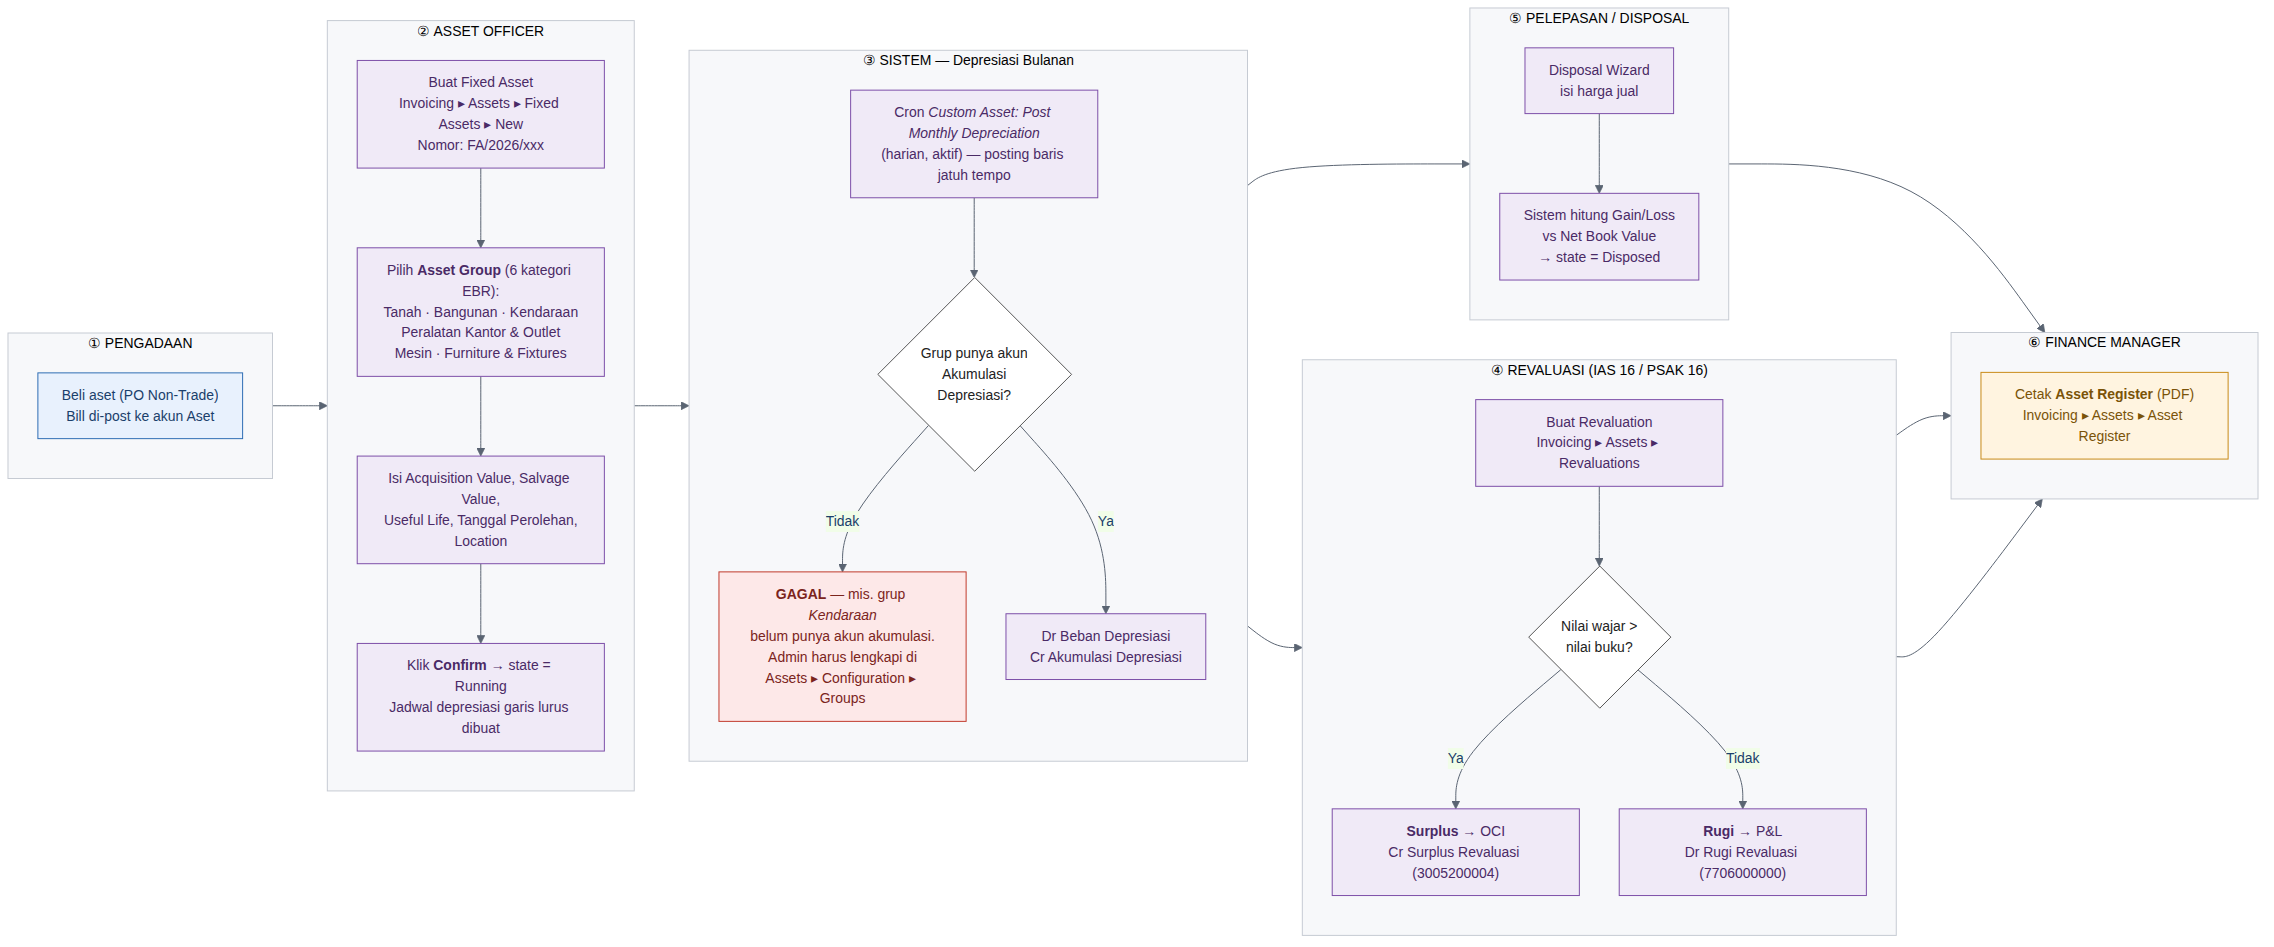 ① PENGADAAN
Beli aset (PO Non-Trade)
Bill di-post ke akun Aset
② ASSET OFFICER
Buat Fixed Asset
Invoicing ▸ Assets ▸ Fixed
Assets ▸ New
Nomor: FA/2026/xxx
Pilih Asset Group (6 kategori
EBR):
Tanah · Bangunan · Kendaraan
Peralatan Kantor & Outlet
Mesin · Furniture & Fixtures
Isi Acquisition Value, Salvage
Value,
Useful Life, Tanggal Perolehan,
Location
Klik Confirm → state =
Running
Jadwal depresiasi garis lurus
dibuat
③ SISTEM — Depresiasi Bulanan
Cron Custom Asset: Post
Monthly Depreciation
(harian, aktif) — posting baris
jatuh tempo
Grup punya akun
Akumulasi
Depresiasi?
Tidak
Ya
GAGAL — mis. grup
Kendaraan
belum punya akun akumulasi.
Admin harus lengkapi di
Assets ▸ Configuration ▸
Groups
Dr Beban Depresiasi
Cr Akumulasi Depresiasi
⑤ PELEPASAN / DISPOSAL
Disposal Wizard
isi harga jual
Sistem hitung Gain/Loss
vs Net Book Value
→ state = Disposed
④ REVALUASI (IAS 16 / PSAK 16)
Buat Revaluation
Invoicing ▸ Assets ▸
Revaluations
Nilai wajar >
nilai buku?
Ya
Tidak
Surplus → OCI
Cr Surplus Revaluasi
(3005200004)
Rugi → P&L
Dr Rugi Revaluasi
(7706000000)
⑥ FINANCE MANAGER
Cetak Asset Register (PDF)
Invoicing ▸ Assets ▸ Asset
Register